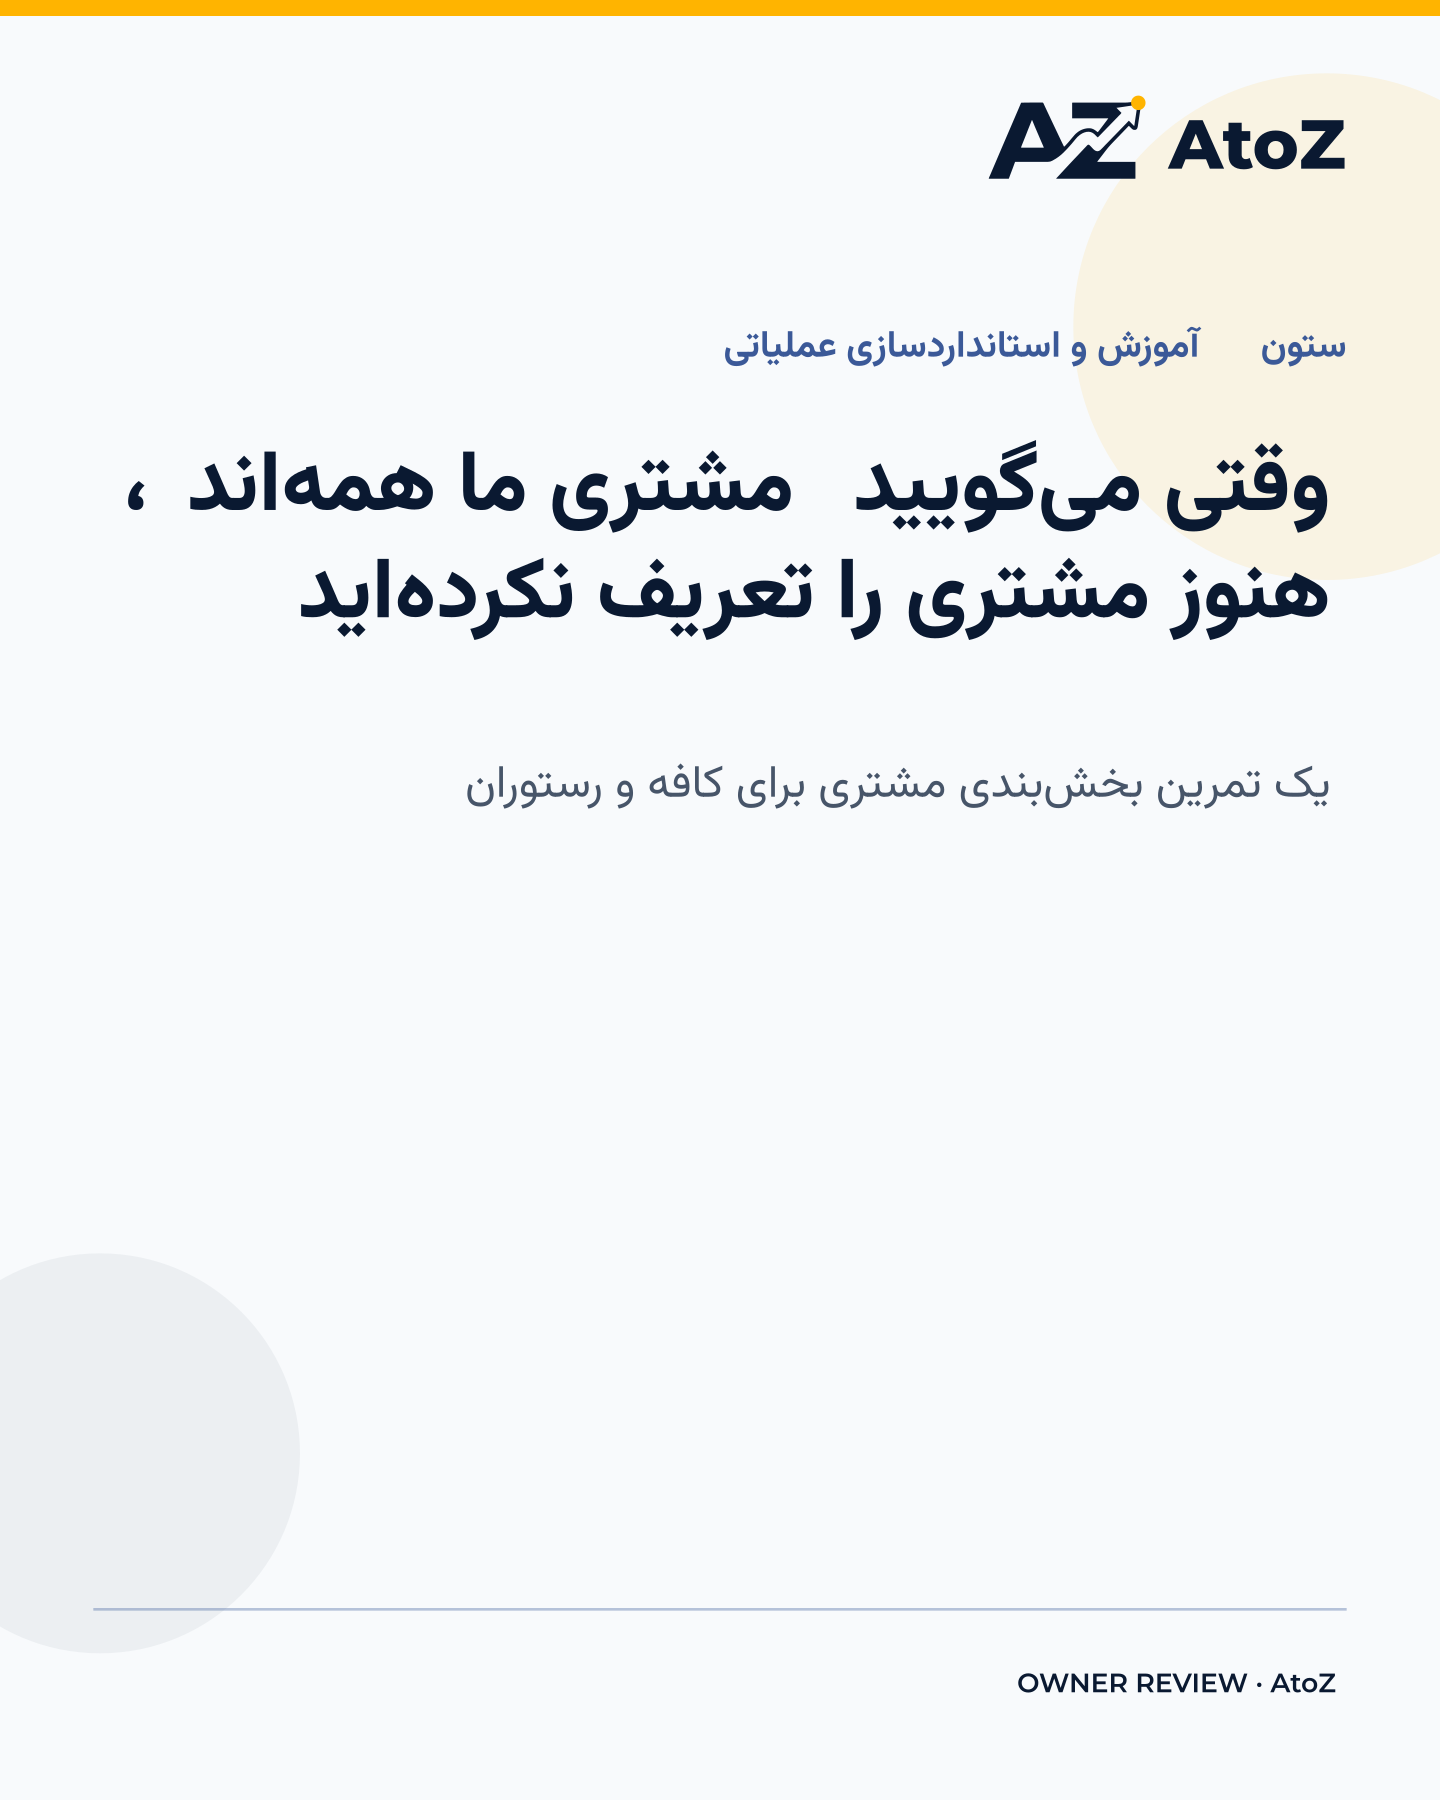 AZ AtoZ
ستون آموزش و استانداردسازی عملیاتی
وقتی می‌گویید مشتری ما همه‌اند ،
هنوز مشتری را تعریف نکرده‌اید
یک تمرین بخش‌بندی مشتری برای کافه و رستوران
OWNER REVIEW · AtoZ